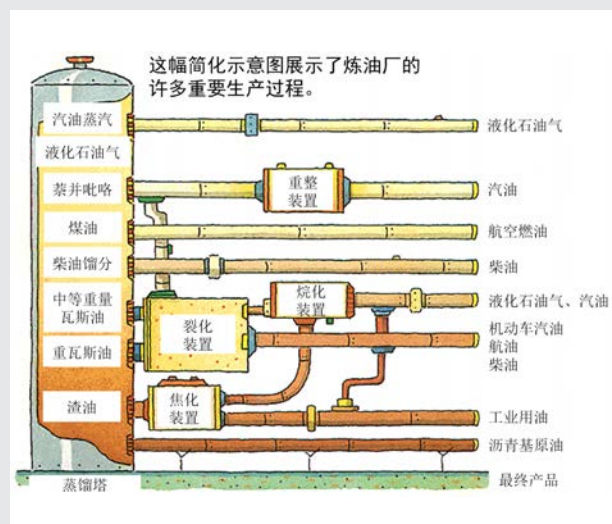 这幅简化示意图展示了炼油厂的
许多重要生产过程。
汽油蒸汽
液化石油气
液化石油气
萘并吡咯
重整
装置
汽油
煤油
航空燃油
柴油馏分
柴油
中等重量
瓦斯油
烷化
装置
液化石油气、汽油
裂化
装置
机动车汽油
航油
柴油
重瓦斯油
渣油
焦化
装置
工业用油
沥青基原油
蒸馏塔
最终产品